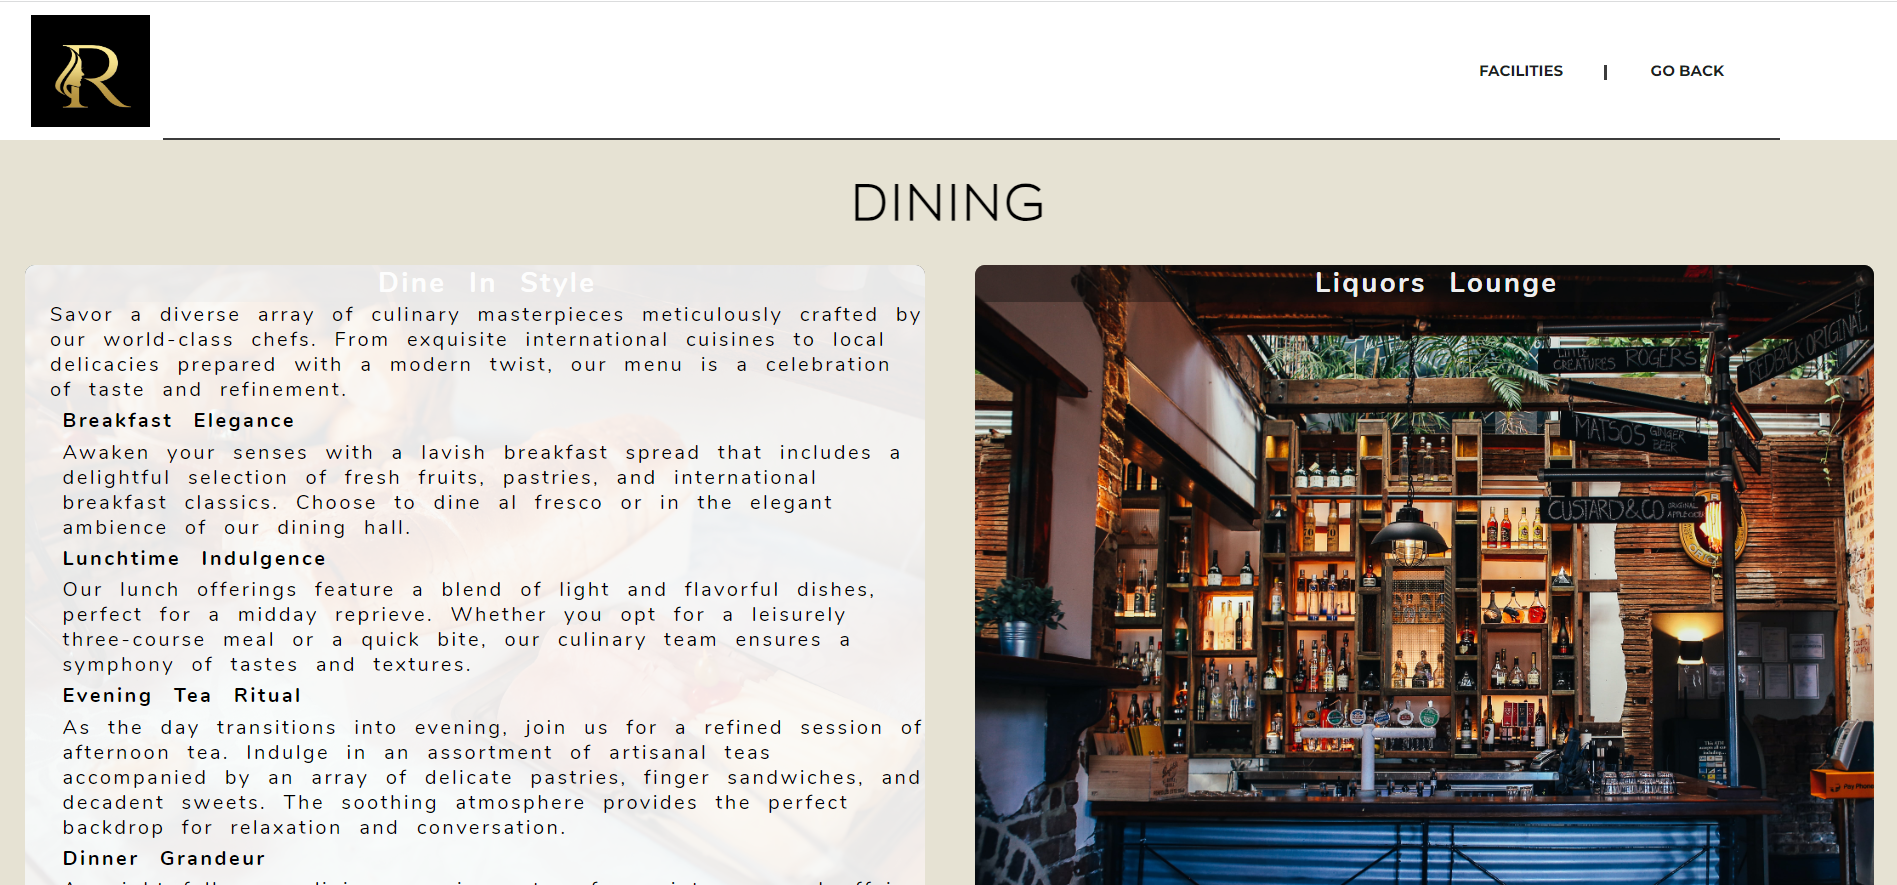 R
FACILITIES | GO BACK
DINING
Dine In Style
Savor a diverse array of culinary masterpieces meticulously crafted by
our world-class chefs. From exquisite international cuisines to local
delicacies prepared with a modern twist, our menu is a celebration
of taste and refinement.
Breakfast Elegance
Awaken your senses with a lavish breakfast spread that includes a
delightful selection of fresh fruits, pastries, and international
breakfast classics. Choose to dine al fresco or in the elegant
ambience of our dining hall.
Lunchtime Indulgence
Our lunch offerings feature a blend of light and flavorful dishes,
perfect for a midday reprieve. Whether you opt for a leisurely
three-course meal or a quick bite, our culinary team ensures a
symphony of tastes and textures.
Evening Tea Ritual
As the day transitions into evening, join us for a refined session of
afternoon tea. Indulge in an assortment of artisanal teas
accompanied by an array of delicate pastries, finger sandwiches, and
decadent sweets. The soothing atmosphere provides the perfect
backdrop for relaxation and conversation.
Dinner Grandeur
Liquors Lounge
LITTLE
CREATURES ROGERS
REDBACK ORIGINAL
MATSO'S GINGER
BEER
CUSTARD & CO ORIGINAL
Pay Phone